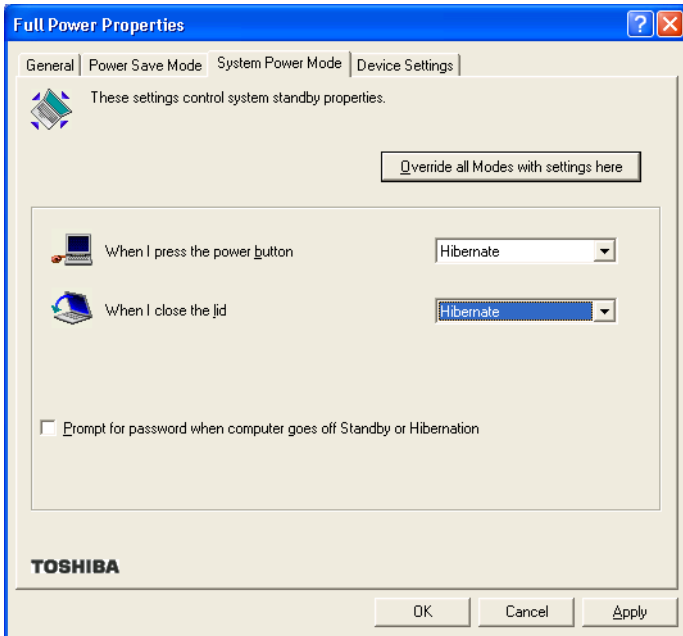 Full Power Properties
General Power Save Mode System Power Mode Device Settings
These settings control system standby properties.
Override all Modes with settings here
When I press the power button Hibernate
When I close the lid Hibernate
Prompt for password when computer goes off Standby or Hibernation
TOSHIBA
OK Cancel Apply